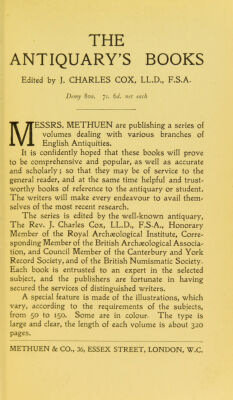 THE
ANTIQUARY'S BOOKS
Edited by J. CHARLES COX, LL.D., F.S.A.
Demy 8vo. 7s. 6d. net each
MESSRS. METHUEN are publishing a series of
volumes dealing with various branches of
English Antiquities.
It is confidently hoped that these books will prove
to be comprehensive and popular, as well as accurate
and scholarly; so that they may be of service to the
general reader, and at the same time helpful and trust-
worthy books of reference to the antiquary or student.
The writers will make every endeavour to avail them-
selves of the most recent research.
The series is edited by the well-known antiquary,
The Rev. J. Charles Cox, LL.D., F.S.A., Honorary
Member of the Royal Archæological Institute, Corre-
sponding Member of the British Archæological Associa-
tion, and Council Member of the Canterbury and York
Record Society, and of the British Numismatic Society.
Each book is entrusted to an expert in the selected
subject, and the publishers are fortunate in having
secured the services of distinguished writers.
A special feature is made of the illustrations, which
vary, according to the requirements of the subjects,
from 50 to 150. Some are in colour. The type is
large and clear, the length of each volume is about 320
pages.
METHUEN & CO., 36, ESSEX STREET, LONDON, W.C.